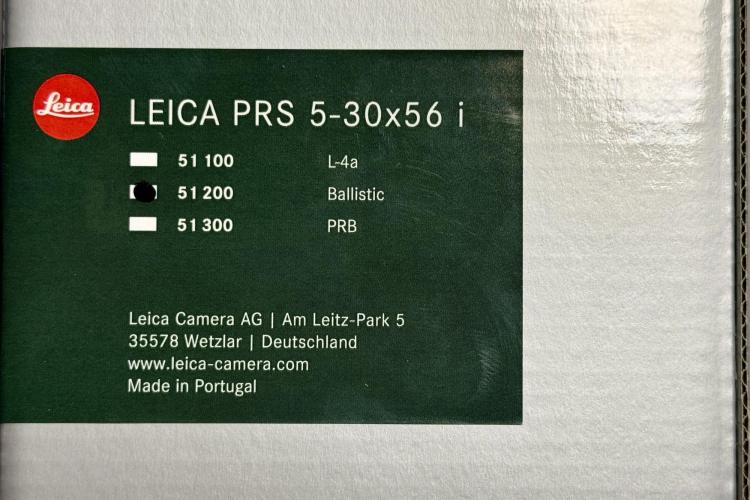 Leica
LEICA PRS 5-30x56 i
51 100 L-4a
51 200 Ballistic
51 300 PRB
Leica Camera AG | Am Leitz-Park 5
35578 Wetzlar | Deutschland
www.leica-camera.com
Made in Portugal